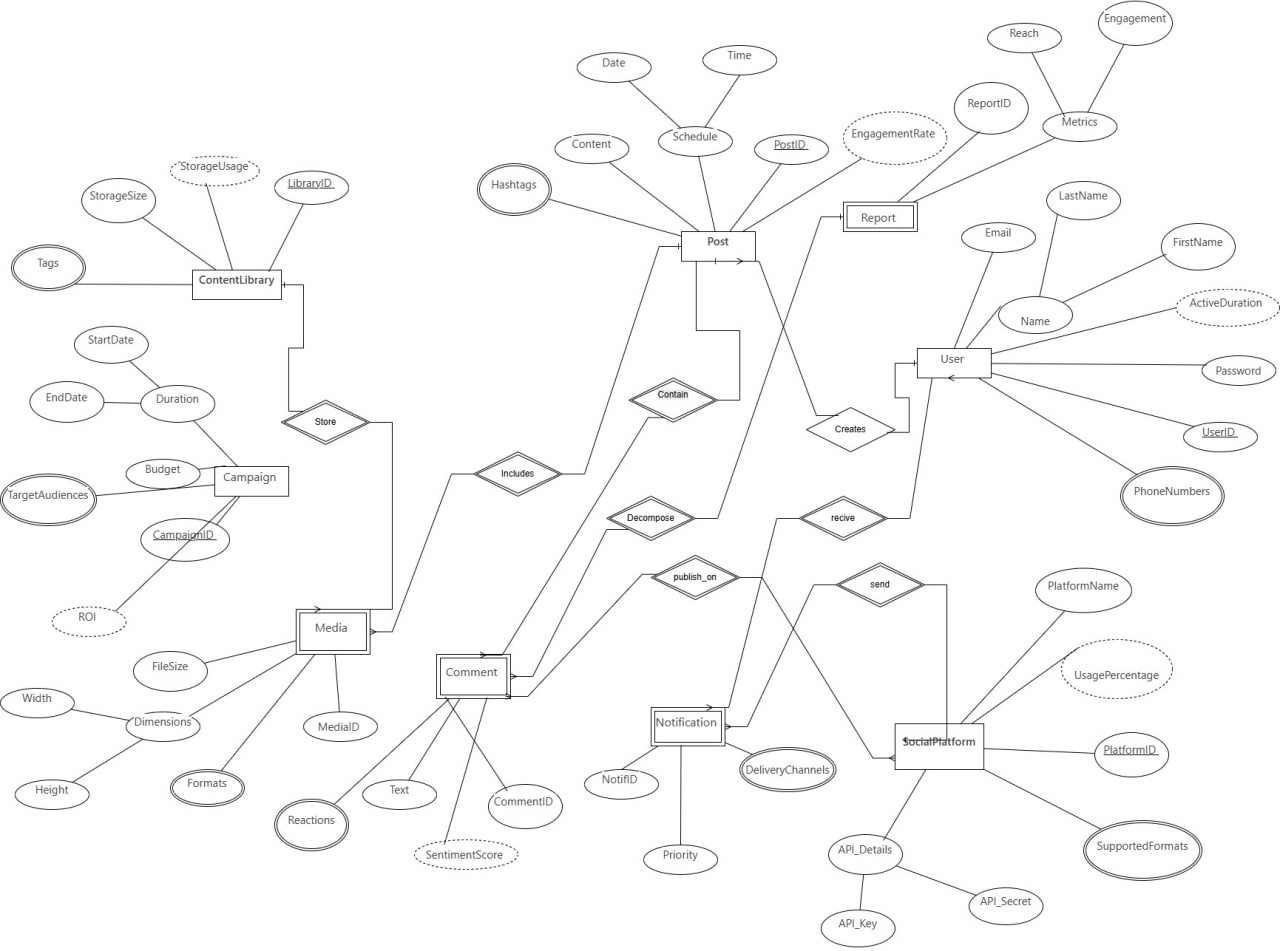 Engagement
Reach
Time
Date
ReportID
Metrics
EngagementRate
Schedule
PostID
Content
StorageUsage
Hashtags
LibraryID
StorageSize
LastName
Report
Email
Post
FirstName
Tags
ContentLibrary
ActiveDuration
Name
StartDate
User
Password
EndDate
Duration
Contain
Store
Creates
UserID
Budget
Campaign
Includes
TargetAudiences
PhoneNumbers
Decompose
recive
CampaignID
publish_on
send
PlatformName
ROI
Media
FileSize
Comment
UsagePercentage
Width
Dimensions
MediaID
Notification
SocialPlatform
PlatformID
DeliveryChannels
NotifID
Formats
Height
Text
CommentID
Reactions
SupportedFormats
SentimentScore
Priority
API_Details
API_Secret
API_Key